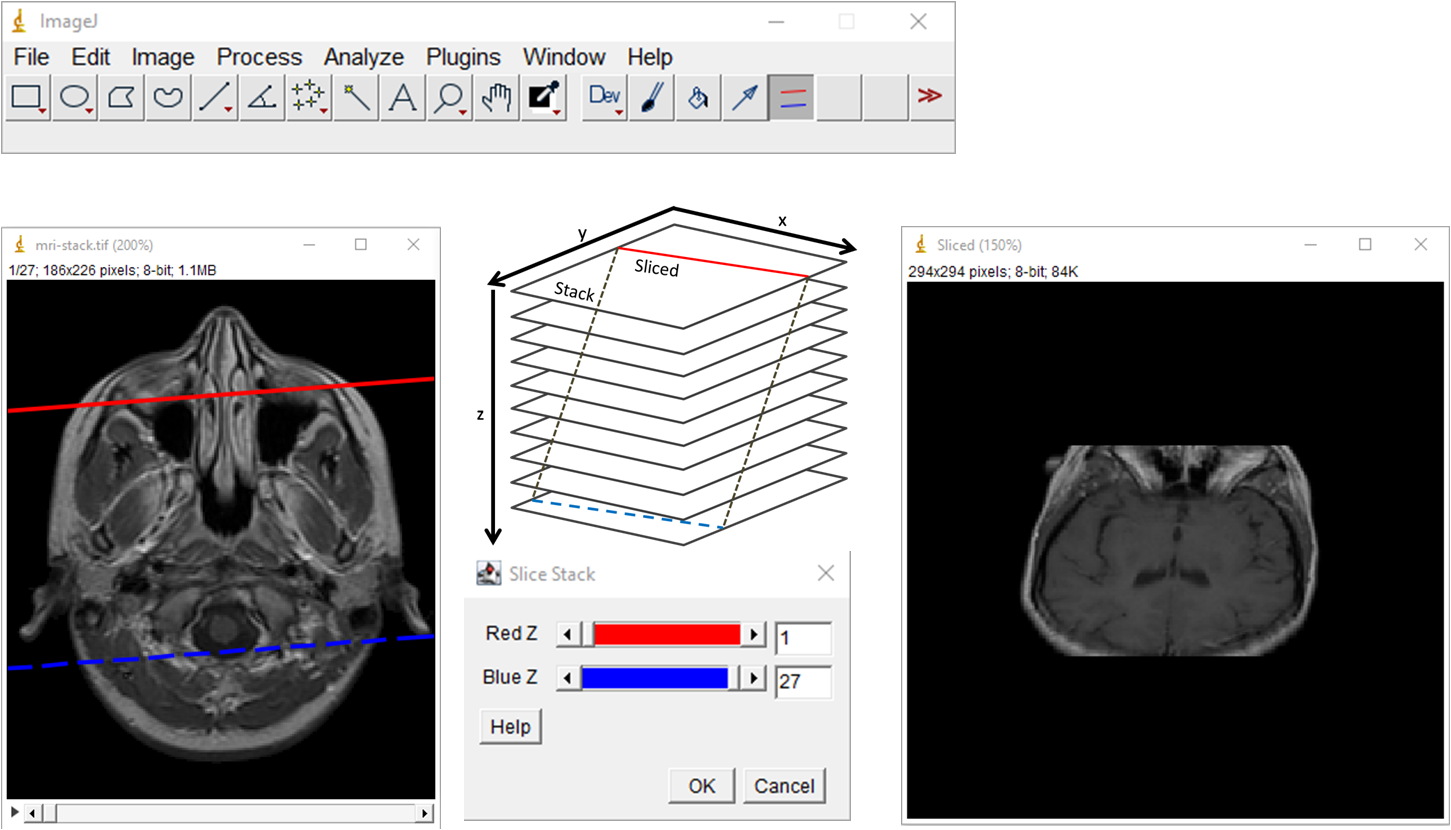 ImageJ
File Edit Image Process Analyze Plugins Window Help
A Dev >>
mri-stack.tif (200%)
1/27; 186x226 pixels; 8-bit; 1.1MB
y
x
Sliced
Stack
z
Slice Stack
Red Z 1
Blue Z 27
Help
OK Cancel
Sliced (150%)
294x294 pixels; 8-bit; 84K